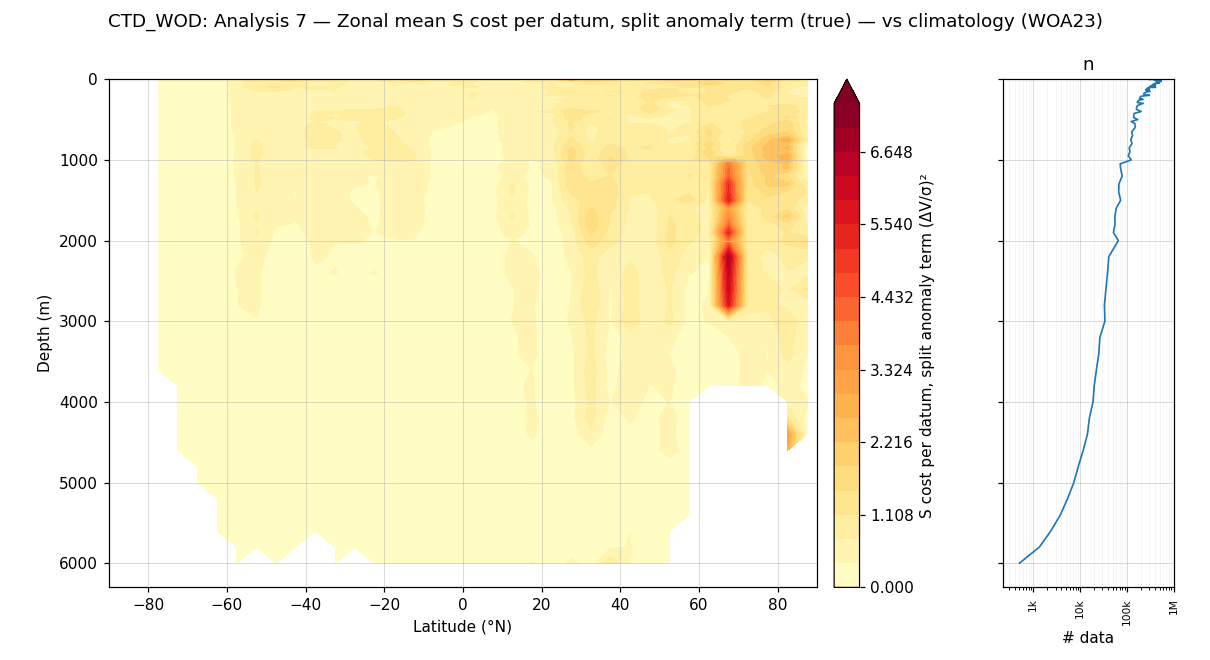 CTD_WOD: Analysis 7 — Zonal mean S cost per datum, split anomaly term (true) — vs climatology (WOA23)
n
0
1000
2000
3000
4000
5000
6000
Depth (m)
−80
−60
−40
−20
0
20
40
60
80
Latitude (°N)
6.648
5.540
4.432
3.324
2.216
1.108
0.000
S cost per datum, split anomaly term (ΔV/σ)²
1k
10k
100k
1M
# data